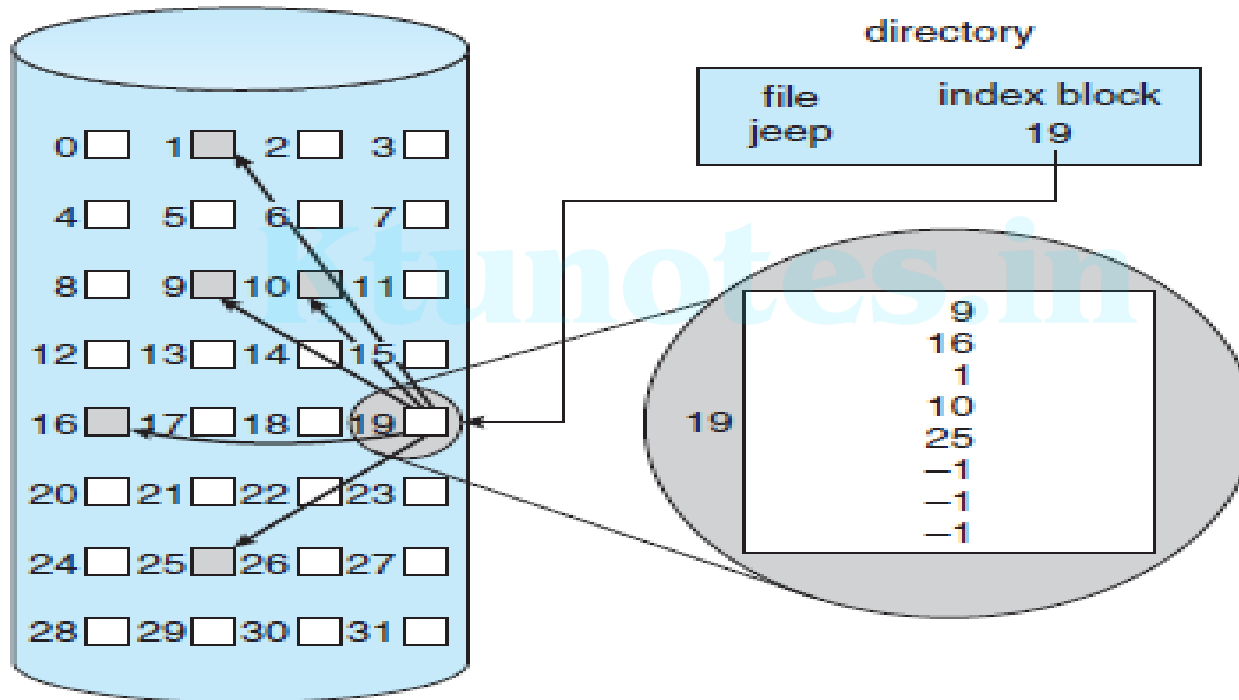 directory
file index block
jeep 19
0 1 2 3
4 5 6 7
8 9 10 11
12 13 14 15
16 17 18 19
20 21 22 23
24 25 26 27
28 29 30 31
19
9
16
1
10
25
–1
–1
–1
Ktunotes.in